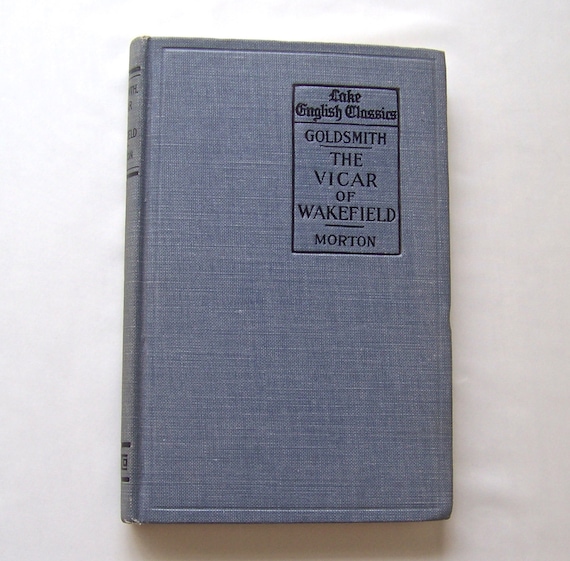 Lake
English Classics
GOLDSMITH
THE
VICAR
OF
WAKEFIELD
MORTON